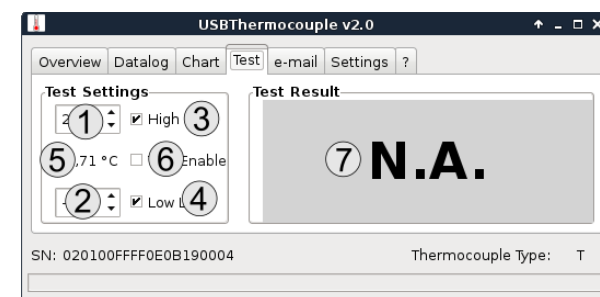 USBThermocouple v2.0
Overview Datalog Chart Test e-mail Settings ?
Test Settings
Test Result
1 High 3
5 ,71 °C 6 Enable
7 N.A.
2 Low 4
SN: 020100FFFF0E0B190004
Thermocouple Type: T